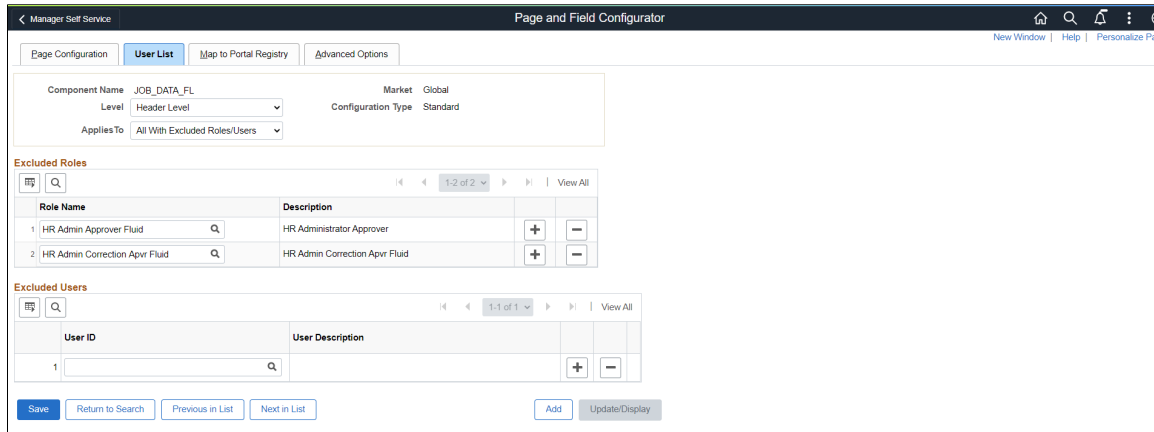 Manager Self Service
Page and Field Configurator
New Window | Help | Personalize Pa
Page Configuration
User List
Map to Portal Registry
Advanced Options
Component Name JOB_DATA_FL Market Global
Level Header Level Configuration Type Standard
AppliesTo All With Excluded Roles/Users
Excluded Roles
1-2 of 2 | View All
Role Name Description
1 HR Admin Approver Fluid HR Administrator Approver
2 HR Admin Correction Apvr Fluid HR Admin Correction Apvr Fluid
Excluded Users
1-1 of 1 | View All
User ID User Description
1
Save Return to Search Previous in List Next in List Add Update/Display